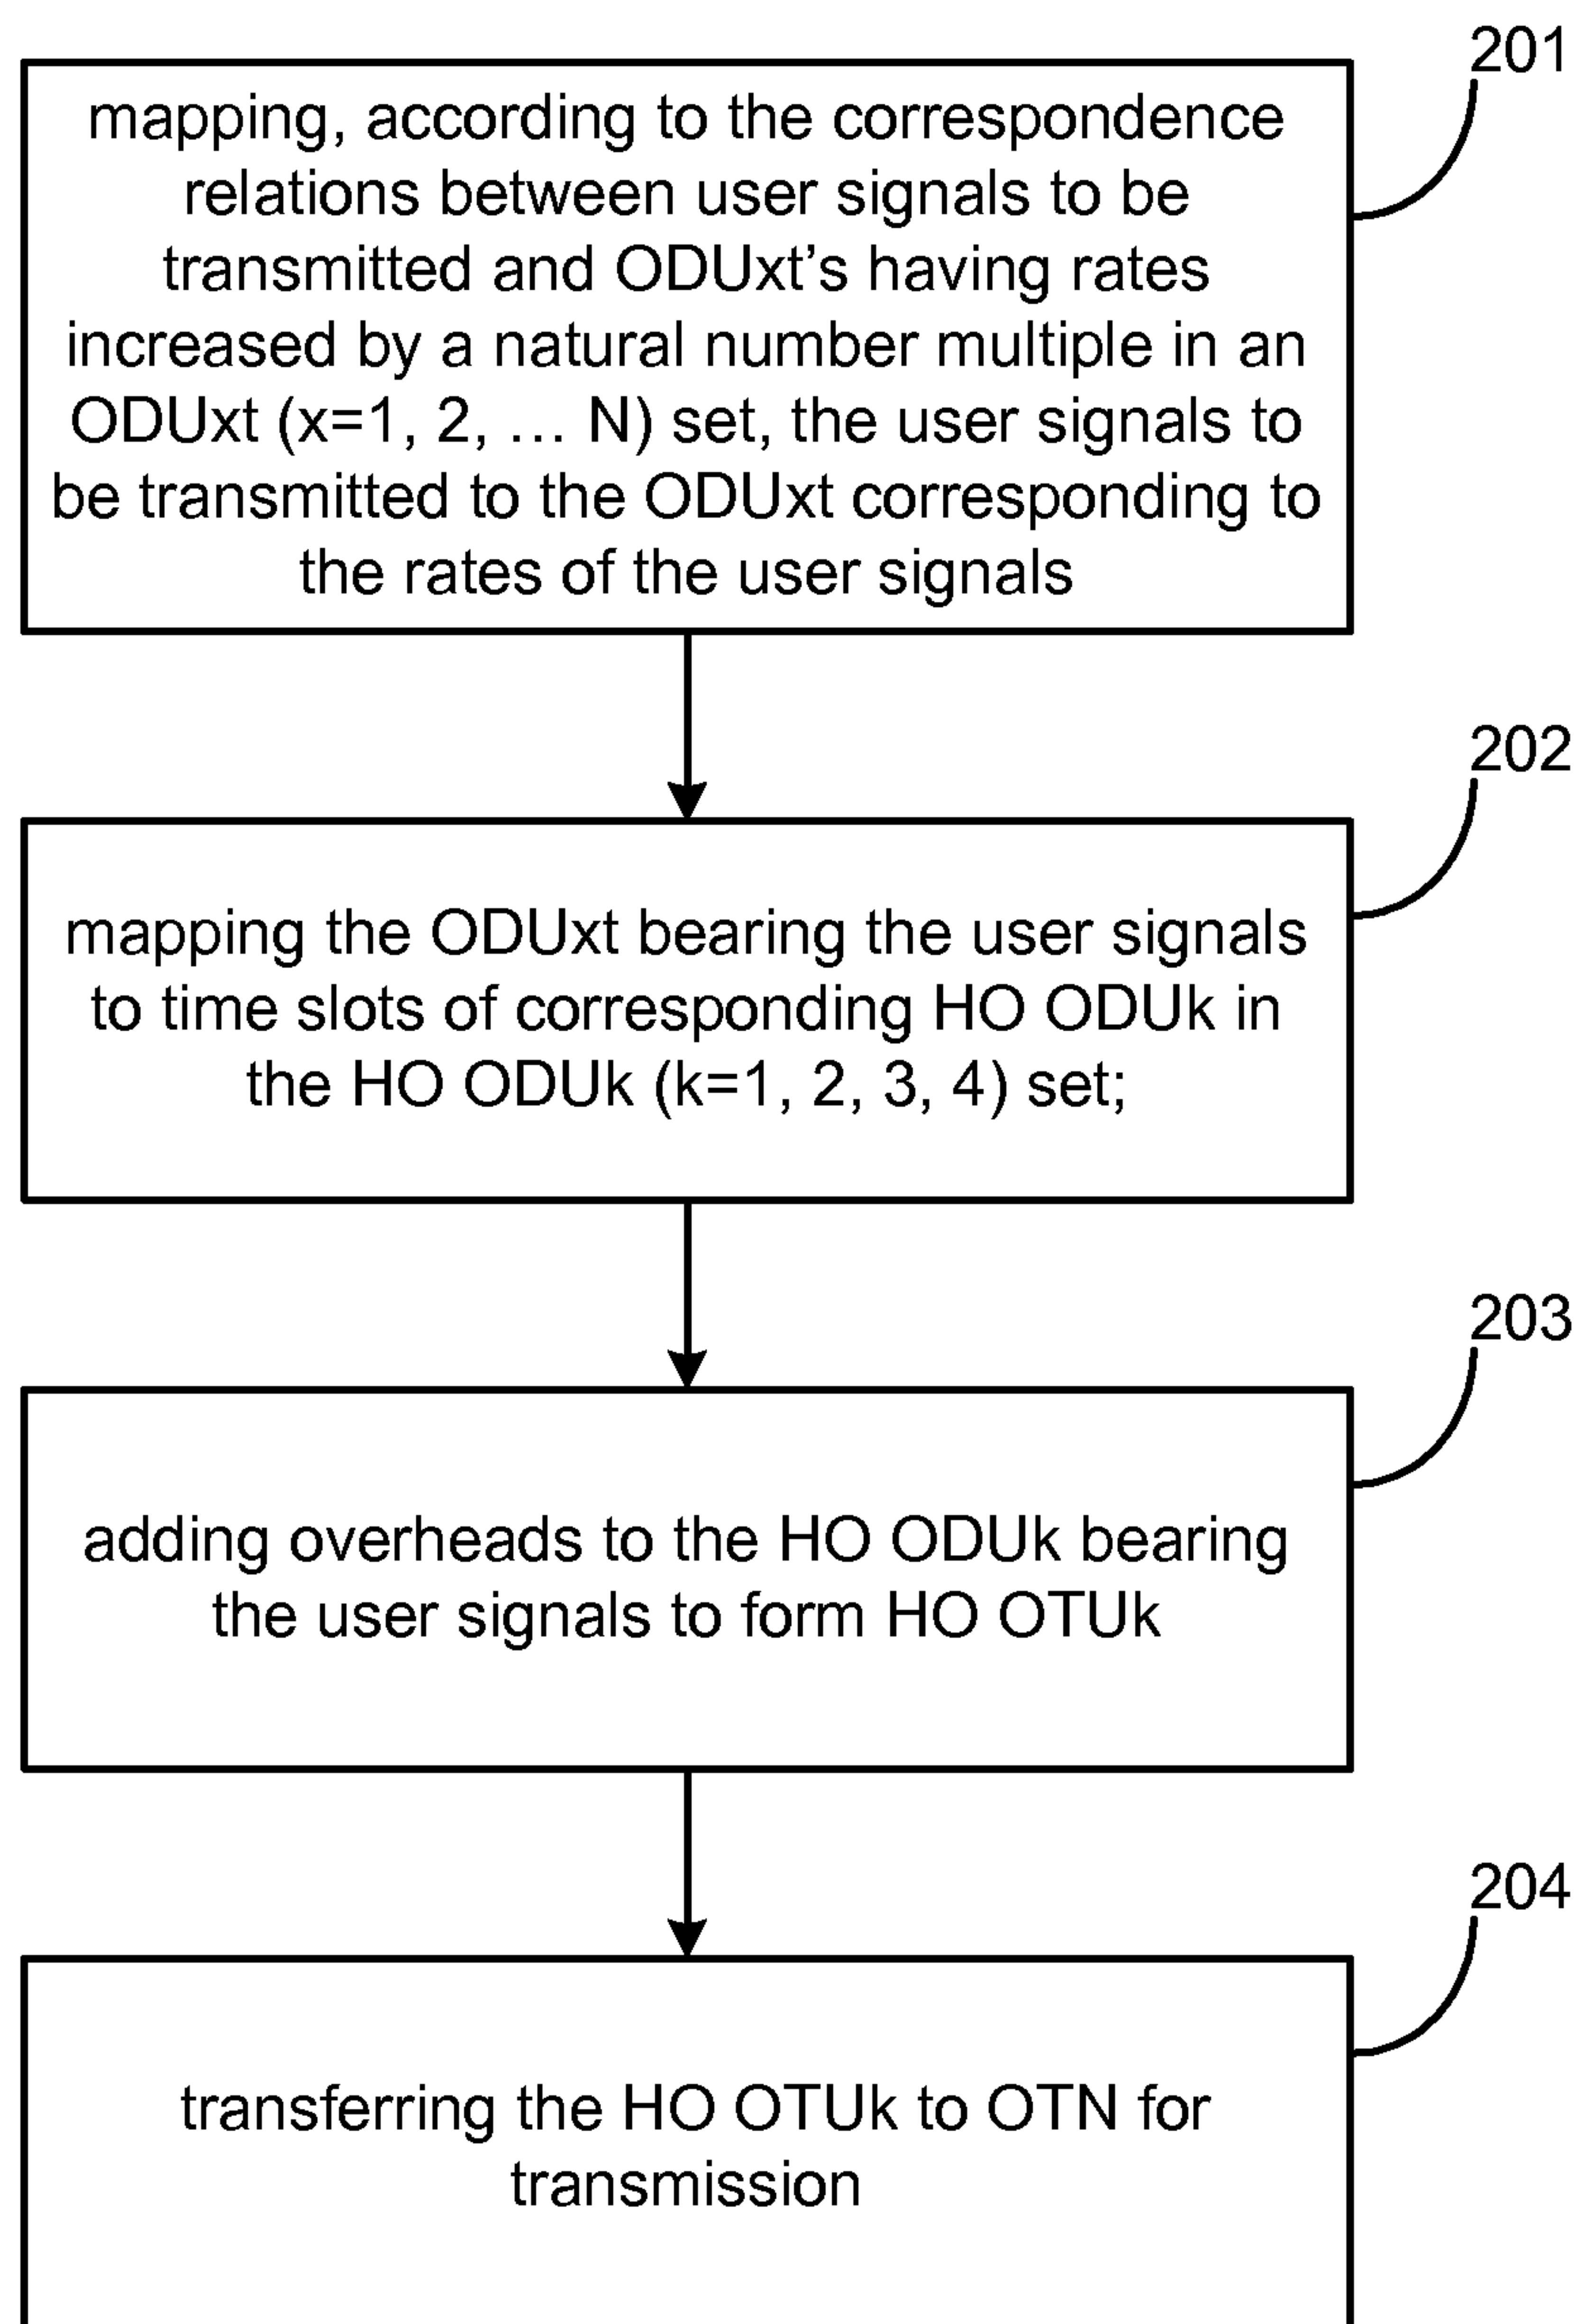 201
mapping, according to the correspondence
relations between user signals to be
transmitted and ODUxt's having rates
increased by a natural number multiple in an
ODUxt (x=1, 2, … N) set, the user signals to
be transmitted to the ODUxt corresponding to
the rates of the user signals
202
mapping the ODUxt bearing the user signals
to time slots of corresponding HO ODUk in
the HO ODUk (k=1, 2, 3, 4) set;
203
adding overheads to the HO ODUk bearing
the user signals to form HO OTUk
204
transferring the HO OTUk to OTN for
transmission